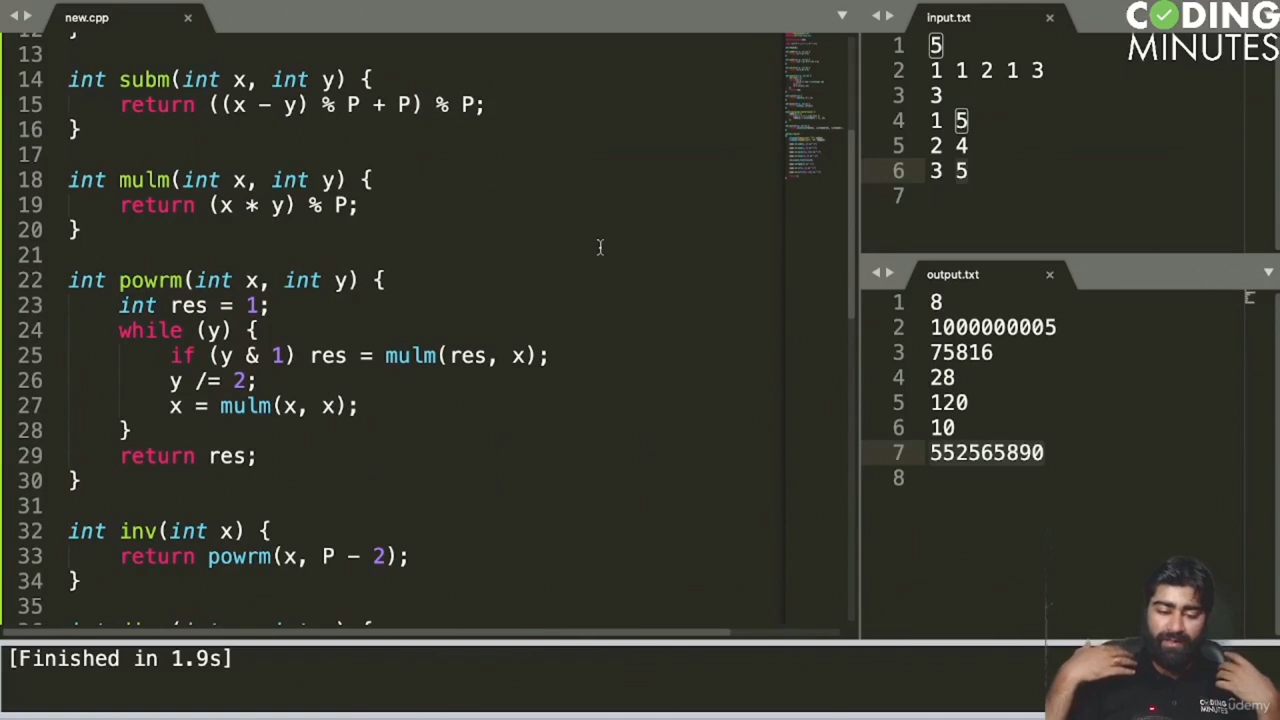 new.cpp
12 }
13
14 int subm(int x, int y) {
15 return ((x - y) % P + P) % P;
16 }
17
18 int mulm(int x, int y) {
19 return (x * y) % P;
20 }
21
22 int powrm(int x, int y) {
23 int res = 1;
24 while (y) {
25 if (y & 1) res = mulm(res, x);
26 y /= 2;
27 x = mulm(x, x);
28 }
29 return res;
30 }
31
32 int inv(int x) {
33 return powrm(x, P - 2);
34 }
35
[Finished in 1.9s]
input.txt
1 5
2 1 1 2 1 3
3 3
4 1 5
5 2 4
6 3 5
7
output.txt
1 8
2 1000000005
3 75816
4 28
5 120
6 10
7 552565890
8
CODING
MINUTES
CODING
MINUTES
udemy